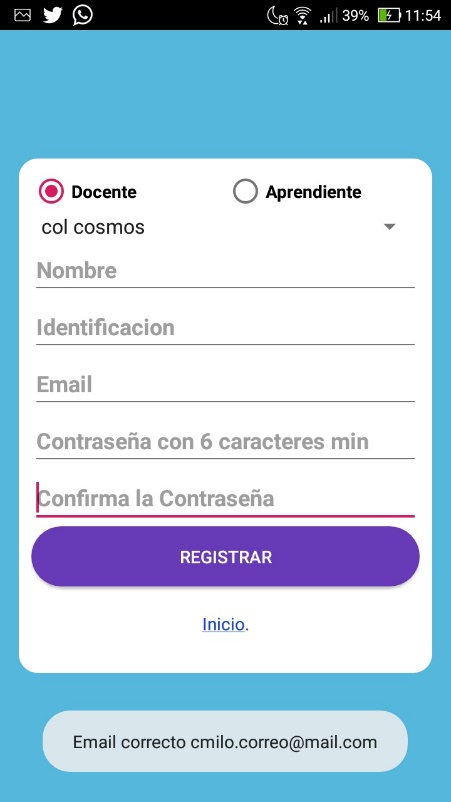 39% 11:54
Docente Aprendiente
col cosmos
Nombre
Identificacion
Email
Contraseña con 6 caracteres min
Confirma la Contraseña
REGISTRAR
Inicio.
Email correcto cmilo.correo@mail.com